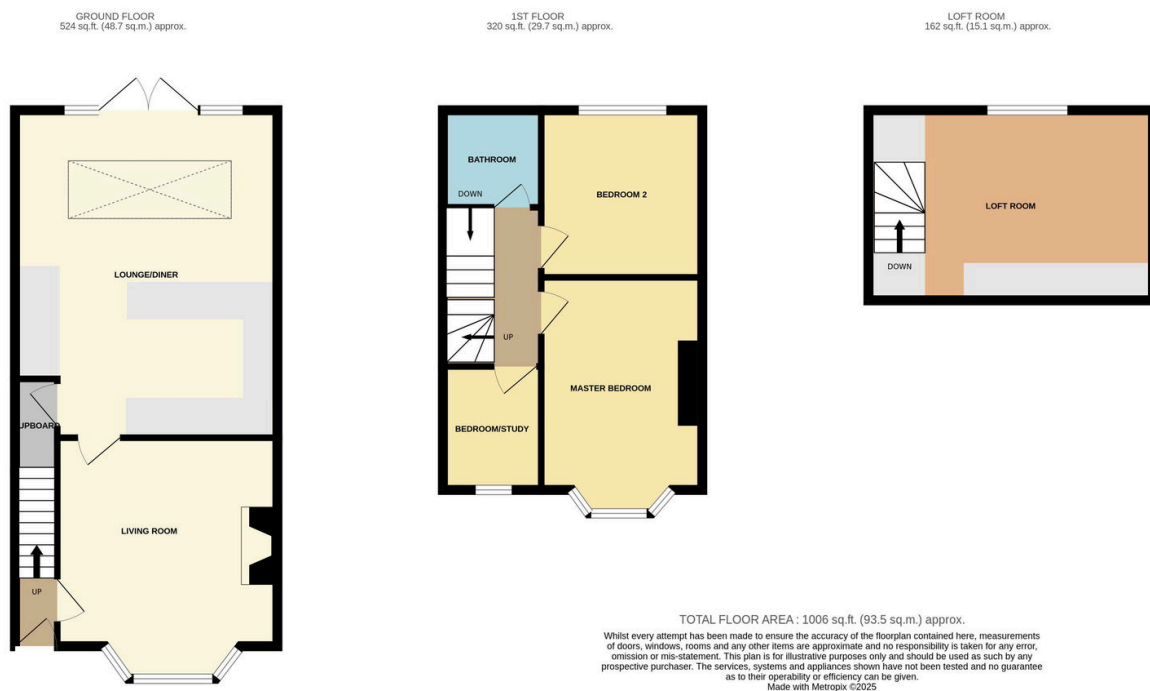 GROUND FLOOR
524 sq.ft. (48.7 sq.m.) approx.
1ST FLOOR
320 sq.ft. (29.7 sq.m.) approx.
LOFT ROOM
162 sq.ft. (15.1 sq.m.) approx.
LOUNGE/DINER
UPBOARD
LIVING ROOM
UP
BATHROOM
DOWN
BEDROOM 2
UP
MASTER BEDROOM
BEDROOM/STUDY
LOFT ROOM
DOWN
TOTAL FLOOR AREA : 1006 sq.ft. (93.5 sq.m.) approx.
Whilst every attempt has been made to ensure the accuracy of the floorplan contained here, measurements
of doors, windows, rooms and any other items are approximate and no responsibility is taken for any error,
omission or mis-statement. This plan is for illustrative purposes only and should be used as such by any
prospective purchaser. The services, systems and appliances shown have not been tested and no guarantee
as to their operability or efficiency can be given.
Made with Metropix ©2025